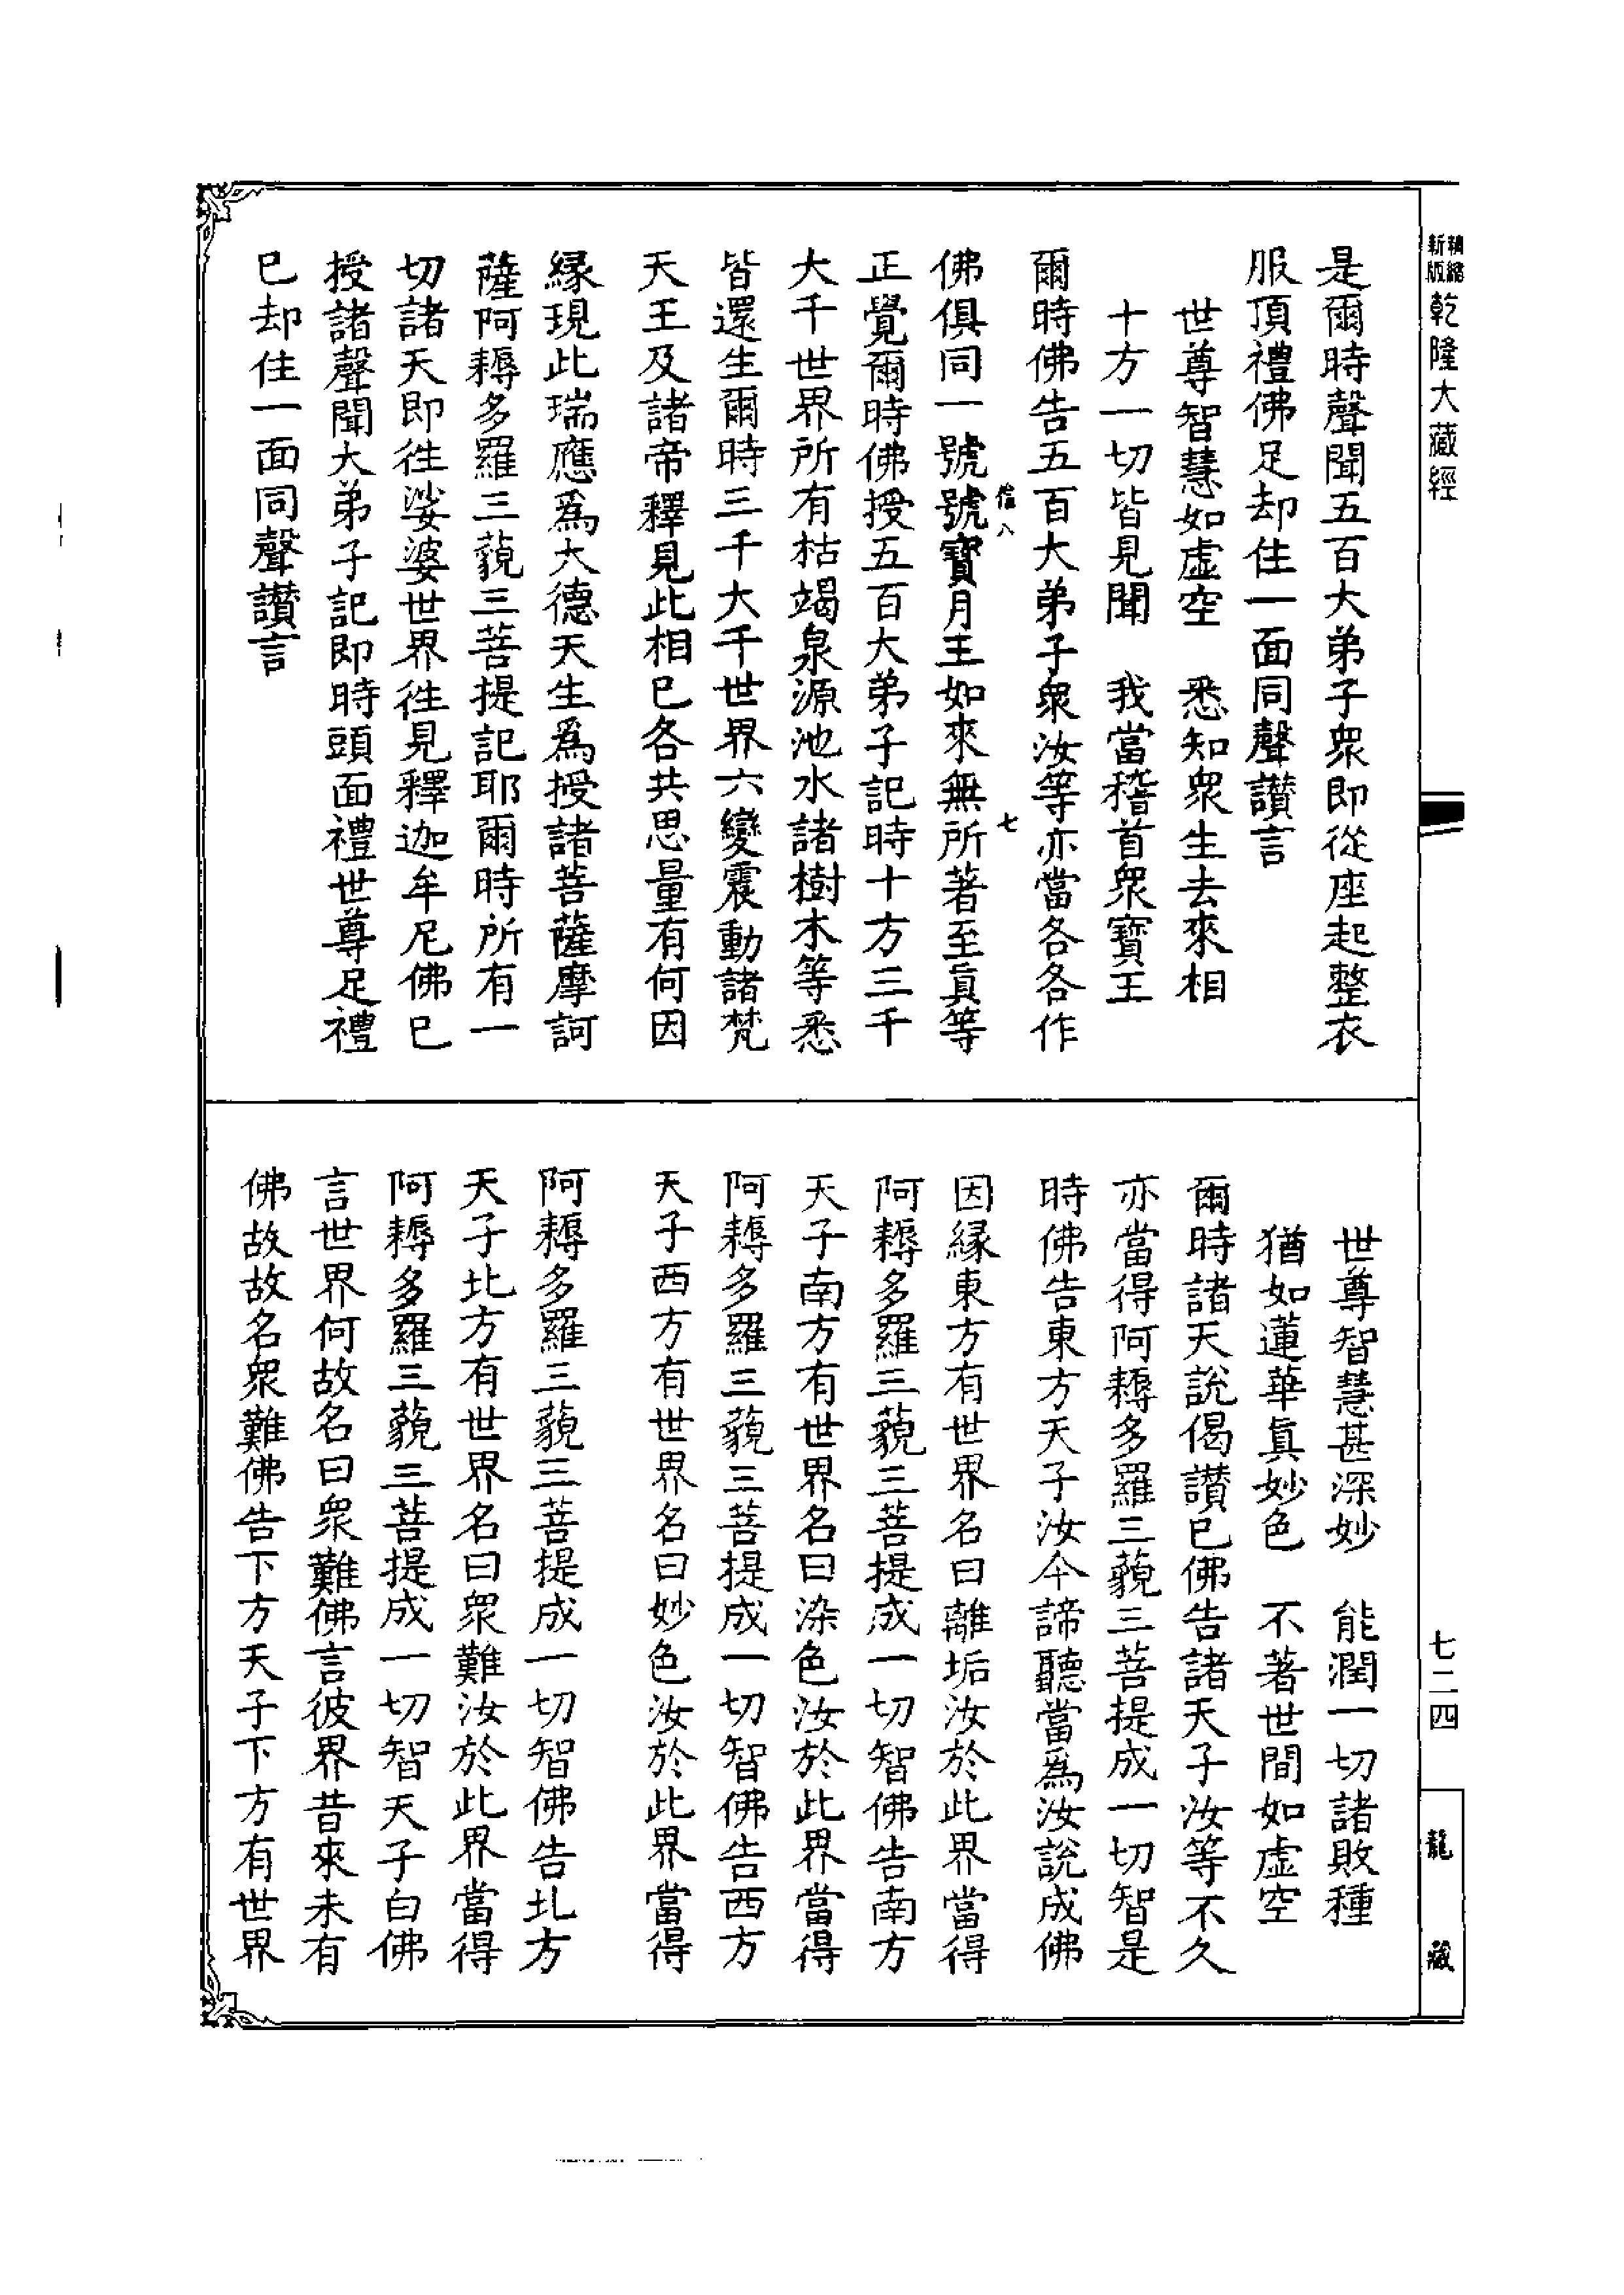 精縮新版乾隆大藏經
是爾時聲聞五百大弟子衆即從座起整衣
服頂禮佛足却住一面同聲讚言
世尊智慧如虛空　悉知衆生去來相
十方一切皆見聞　我當稽首衆寶王
爾時佛告五百大弟子衆汝等亦當各各作
七
佛俱同一號號寶月王如來無所著至真等
正覺爾時佛授五百大弟子記時十方三千
大千世界所有枯竭泉源池水諸樹木等悉
皆還生爾時三千大千世界六變震動諸梵
天王及諸帝釋見此相已各共思量有何因
緣現此瑞應爲大德天生爲授諸菩薩摩訶
薩阿耨多羅三藐三菩提記耶爾時所有一
切諸天即往娑婆世界往見釋迦牟尼佛已
授諸聲聞大弟子記即時頭面禮世尊足禮
已却住一面同聲讚言
世尊智慧甚深妙　能潤一切諸敗種
猶如蓮華眞妙色　不著世間如虛空
爾時諸天說偈讚已佛告諸天子汝等不久
亦當得阿耨多羅三藐三菩提成一切智是
時佛告東方天子汝今諦聽當爲汝說成佛
因緣東方有世界名曰離垢汝於此界當得
阿耨多羅三藐三菩提成一切智佛告南方
天子南方有世界名曰染色汝於此界當得
阿耨多羅三藐三菩提成一切智佛告西方
天子西方有世界名曰妙色汝於此界當得
阿耨多羅三藐三菩提成一切智佛告北方
天子北方有世界名曰衆難汝於此界當得
阿耨多羅三藐三菩提成一切智天子白佛
言世界何故名曰衆難佛言彼界昔來未有
佛故故名衆難佛告下方天子下方有世界
七二四
龍藏